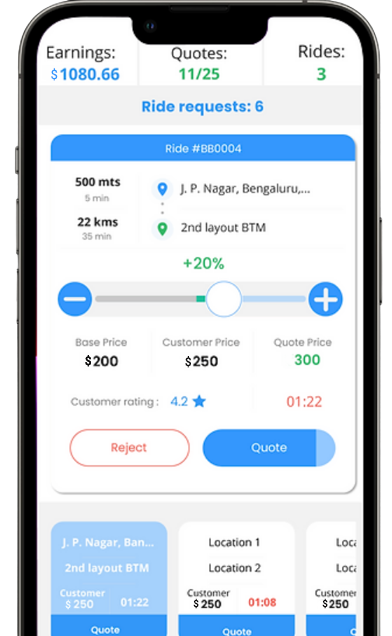 Earnings: Quotes: Rides:
$1080.66 11/25 3
Ride requests: 6
Ride #BB0004
500 mts
5 min
J. P. Nagar, Bengaluru,...
22 kms
35 min
2nd layout BTM
+20%
Base Price Customer Price Quote Price
$200 $250 300
Customer rating : 4.2 01:22
Reject Quote
J. P. Nagar, Ban...
2nd layout BTM
Customer
$250 01:22
Quote
Location 1
Location 2
Customer
$250 01:08
Quote
Loca
Loca
Customer
$250